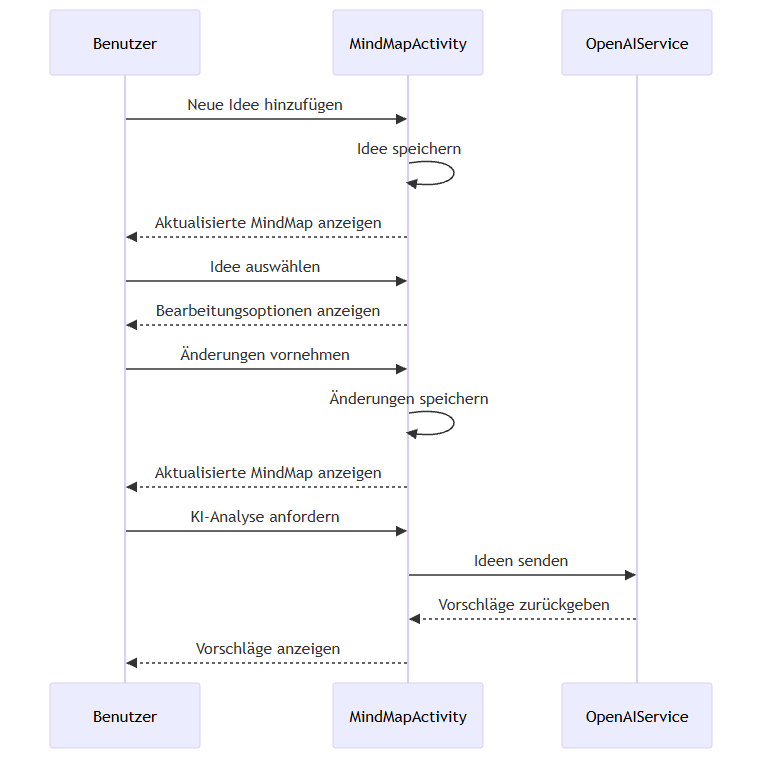 Benutzer
MindMapActivity
OpenAIService
Neue Idee hinzufügen
Idee speichern
Aktualisierte MindMap anzeigen
Idee auswählen
Bearbeitungsoptionen anzeigen
Änderungen vornehmen
Änderungen speichern
Aktualisierte MindMap anzeigen
KI-Analyse anfordern
Ideen senden
Vorschläge zurückgeben
Vorschläge anzeigen
Benutzer
MindMapActivity
OpenAIService